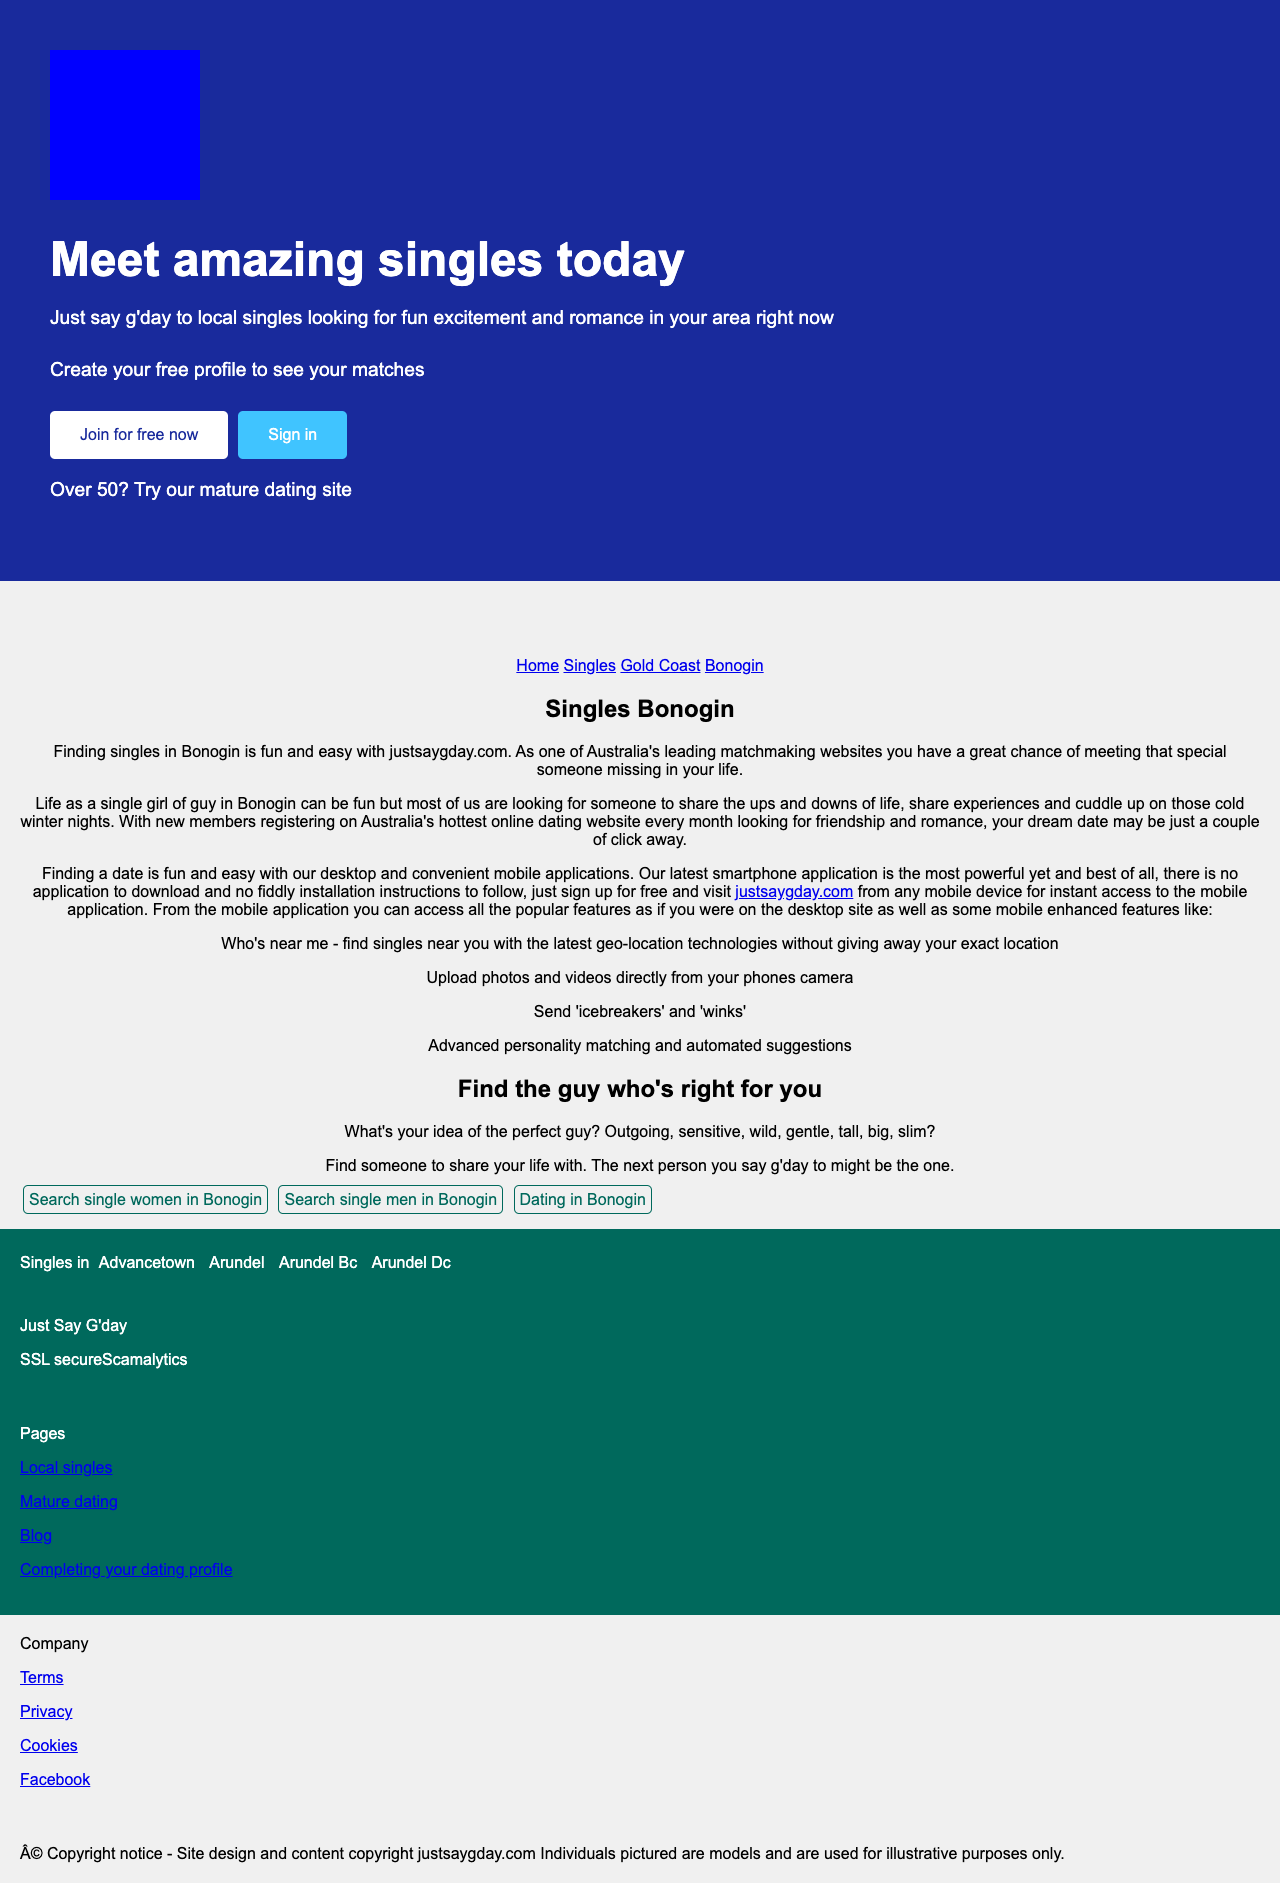 Meet amazing singles today
Just say g'day to local singles looking for fun excitement and romance in your area right now
Create your free profile to see your matches
Join for free now Sign in
Over 50? Try our mature dating site
Home Singles Gold Coast Bonogin
Singles Bonogin
Finding singles in Bonogin is fun and easy with justsaygday.com. As one of Australia's leading matchmaking websites you have a great chance of meeting that special
someone missing in your life.
Life as a single girl of guy in Bonogin can be fun but most of us are looking for someone to share the ups and downs of life, share experiences and cuddle up on those cold
winter nights. With new members registering on Australia's hottest online dating website every month looking for friendship and romance, your dream date may be just a couple
of click away.
Finding a date is fun and easy with our desktop and convenient mobile applications. Our latest smartphone application is the most powerful yet and best of all, there is no
application to download and no fiddly installation instructions to follow, just sign up for free and visit justsaygday.com from any mobile device for instant access to the mobile
application. From the mobile application you can access all the popular features as if you were on the desktop site as well as some mobile enhanced features like:
Who's near me - find singles near you with the latest geo-location technologies without giving away your exact location
Upload photos and videos directly from your phones camera
Send 'icebreakers' and 'winks'
Advanced personality matching and automated suggestions
Find the guy who's right for you
What's your idea of the perfect guy? Outgoing, sensitive, wild, gentle, tall, big, slim?
Find someone to share your life with. The next person you say g'day to might be the one.
Search single women in Bonogin Search single men in Bonogin Dating in Bonogin
Singles in Advancetown Arundel Arundel Bc Arundel Dc
Just Say G'day
SSL secureScamalytics
Pages
Local singles
Mature dating
Blog
Completing your dating profile
Company
Terms
Privacy
Cookies
Facebook
Â© Copyright notice - Site design and content copyright justsaygday.com Individuals pictured are models and are used for illustrative purposes only.